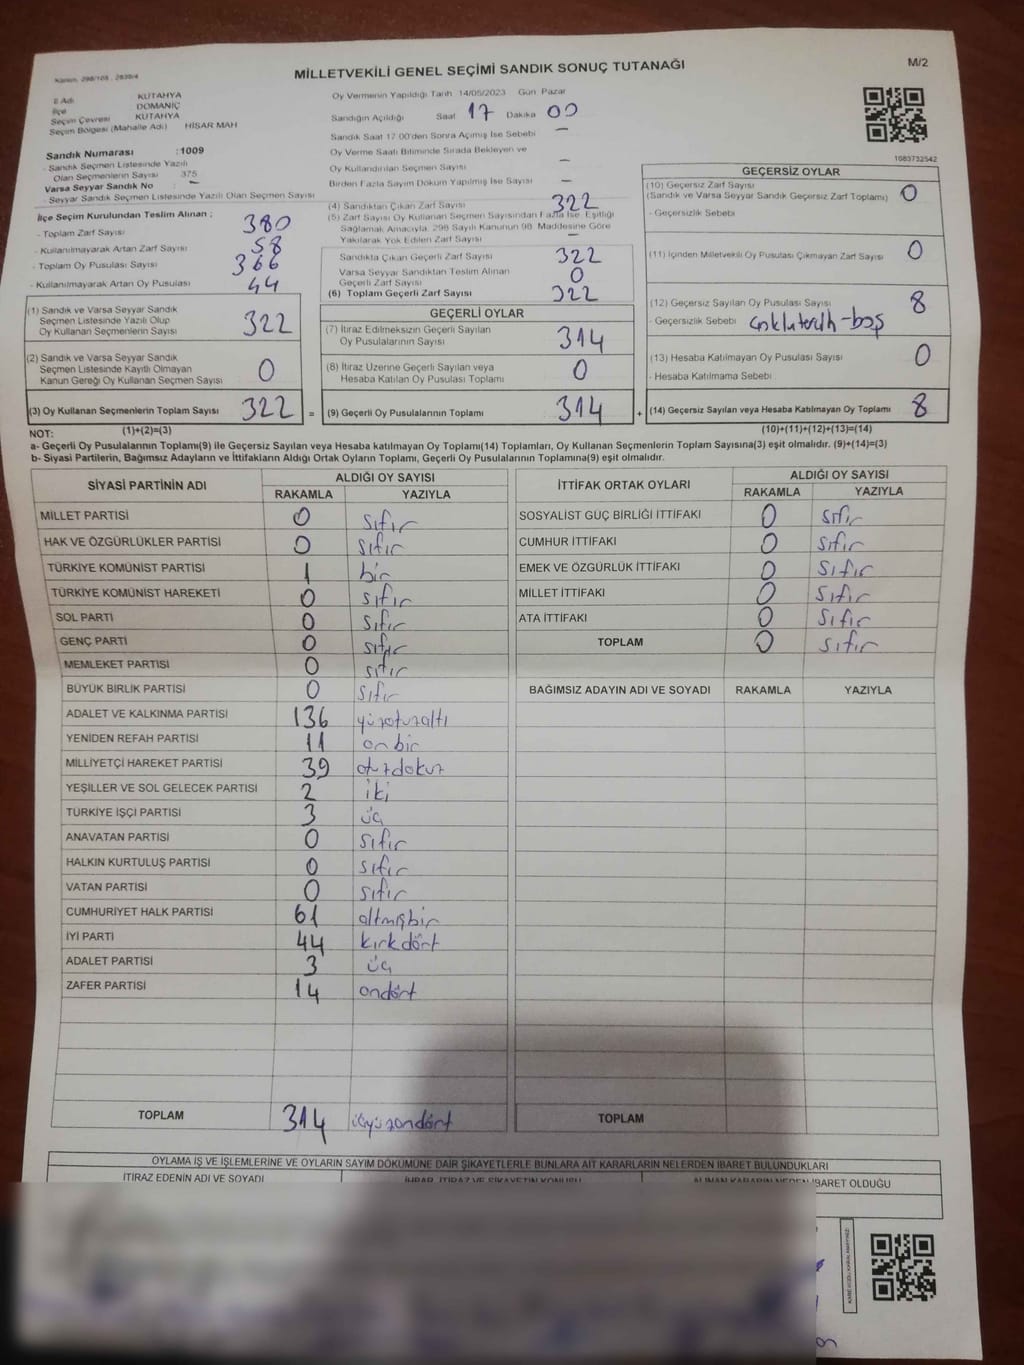 Kanun, 298/105 , 2839/4
MİLLETVEKİLİ GENEL SEÇİMİ SANDIK SONUÇ TUTANAĞI
M/2
İl Adı KUTAHYA
İlçe DOMANİÇ
Seçim Çevresi KUTAHYA
Seçim Bölgesi (Mahalle Adı) HİSAR MAH
Sandık Numarası : 1009
- Sandık Seçmen Listesinde Yazılı
Olan Seçmenlerin Sayısı 375
Varsa Seyyar Sandık No : –
- Seyyar Sandık Seçmen Listesinde Yazılı Olan Seçmen Sayısı
İlçe Seçim Kurulundan Teslim Alınan :
- Toplam Zarf Sayısı 380
- Kullanılmayarak Artan Zarf Sayısı 58
- Toplam Oy Pusulası Sayısı 366
- Kullanılmayarak Artan Oy Pusulası 44
Oy Vermenin Yapıldığı Tarih 14/05/2023 Gün Pazar
Sandığın Açıldığı Saat 17 Dakika 00
Sandık Saat 17 00'den Sonra Açımış İse Sebebi –
Oy Verme Saati Bitiminde Sırada Bekleyen ve
Oy Kullandırılan Seçmen Sayısı –
Birden Fazla Sayım Döküm Yapılmış İse Sayısı –
(4) Sandıktan Çıkan Zarf Sayısı 322
(5) Zarf Sayısı Oy Kullanan Seçmen Sayısından Fazla İse, Eşitliği
Sağlamak Amacıyla, 298 Sayılı Kanunun 98. Maddesine Göre
Yakılarak Yok Edilen Zarf Sayısı –
Sandıkta Çıkan Geçerli Zarf Sayısı 322
Varsa Seyyar Sandıktan Teslim Alınan
Geçerli Zarf Sayısı 0
(6) Toplam Geçerli Zarf Sayısı 322
1683732542
GEÇERSİZ OYLAR
(10) Geçersiz Zarf Sayısı
(Sandık ve Varsa Seyyar Sandık Geçersiz Zarf Toplamı) 0
- Geçersizlik Sebebi
(11) İçinden Milletvekili Oy Pusulası Çıkmayan Zarf Sayısı 0
(12) Geçersiz Sayılan Oy Pusulası Sayısı 8
- Geçersizlik Sebebi -boş
(13) Hesaba Katılmayan Oy Pusulası Sayısı 0
- Hesaba Katılmama Sebebi
(1) Sandık ve Varsa Seyyar Sandık
Seçmen Listesinde Yazılı Olup
Oy Kullanan Seçmenlerin Sayısı 322
(2) Sandık ve Varsa Seyyar Sandık
Seçmen Listesinde Kayıtlı Olmayan
Kanun Gereği Oy Kullanan Seçmen Sayısı 0
GEÇERLİ OYLAR
(7) İtiraz Edilmeksizin Geçerli Sayılan
Oy Pusulalarının Sayısı 314
(8) İtiraz Üzerine Geçerli Sayılan veya
Hesaba Katılan Oy Pusulası Toplamı 0
(3) Oy Kullanan Seçmenlerin Toplam Sayısı 322 = (9) Geçerli Oy Pusulalarının Toplamı 314 + (14) Geçersiz Sayılan veya Hesaba Katılmayan Oy Toplamı 8
NOT: (1)+(2)=(3) (10)+(11)+(12)+(13)=(14)
a- Geçerli Oy Pusulalarının Toplamı(9) ile Geçersiz Sayılan veya Hesaba katılmayan Oy Toplamı(14) Toplamları, Oy Kullanan Seçmenlerin Toplam Sayısına(3) eşit olmalıdır. (9)+(14)=(3)
b- Siyasi Partilerin, Bağımsız Adayların ve İttifakların Aldığı Ortak Oyların Toplamı, Geçerli Oy Pusulalarının Toplamına(9) eşit olmalıdır.
SİYASİ PARTİNİN ADI ALDIĞI OY SAYISI
RAKAMLA YAZIYLA
MİLLET PARTİSİ 0 sıfır
HAK VE ÖZGÜRLÜKLER PARTİSİ 0 sıfır
TÜRKİYE KOMÜNİST PARTİSİ 1 bir
TÜRKİYE KOMÜNİST HAREKETİ 0 sıfır
SOL PARTİ 0 sıfır
GENÇ PARTİ 0 sıfır
MEMLEKET PARTİSİ 0 sıfır
BÜYÜK BİRLİK PARTİSİ 0 sıfır
ADALET VE KALKINMA PARTİSİ 136 yüzotuzaltı
YENİDEN REFAH PARTİSİ 11 onbir
MİLLİYETÇİ HAREKET PARTİSİ 39 otuzdokuz
YEŞİLLER VE SOL GELECEK PARTİSİ 2 iki
TÜRKİYE İŞÇİ PARTİSİ 3 üç
ANAVATAN PARTİSİ 0 sıfır
HALKIN KURTULUŞ PARTİSİ 0 sıfır
VATAN PARTİSİ 0 sıfır
CUMHURİYET HALK PARTİSİ 61 altmışbir
İYİ PARTİ 44 kırkdört
ADALET PARTİSİ 3 üç
ZAFER PARTİSİ 14 ondört
TOPLAM 314 üçyüzondört
İTTİFAK ORTAK OYLARI ALDIĞI OY SAYISI
RAKAMLA YAZIYLA
SOSYALİST GÜÇ BİRLİĞİ İTTİFAKI 0 sıfır
CUMHUR İTTİFAKI 0 sıfır
EMEK VE ÖZGÜRLÜK İTTİFAKI 0 sıfır
MİLLET İTTİFAKI 0 sıfır
ATA İTTİFAKI 0 sıfır
TOPLAM 0 sıfır
BAĞIMSIZ ADAYIN ADI VE SOYADI RAKAMLA YAZIYLA
TOPLAM
OYLAMA İŞ VE İŞLEMLERİNE VE OYLARIN SAYIM DÖKÜMÜNE DAİR ŞİKAYETLERLE BUNLARA AİT KARARLARIN NELERDEN İBARET BULUNDUKLARI
İTİRAZ EDENİN ADI VE SOYADI İHBAR, İTİRAZ VE ŞİKAYETİN KONUSU ALINAN KARARIN NEDEN İBARET OLDUĞU